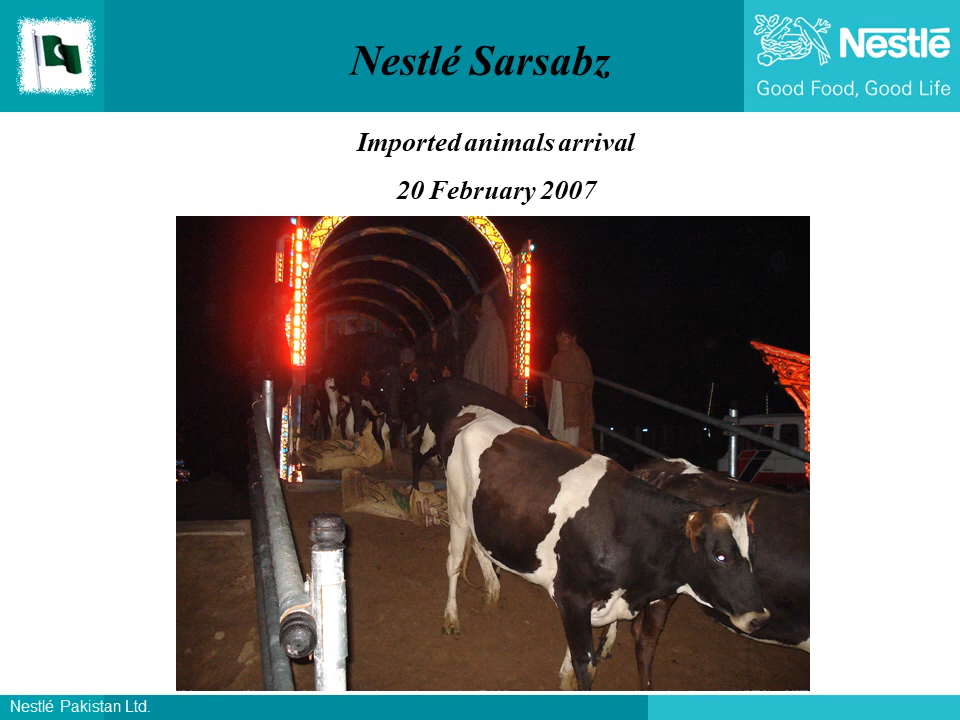 Nestlé Sarsabz
Nestlé
Good Food, Good Life
Imported animals arrival
20 February 2007
Nestlé Pakistan Ltd.